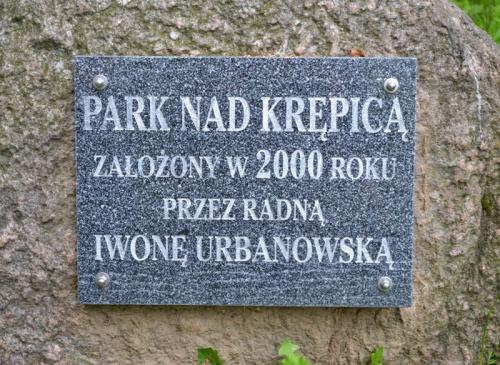 PARK NAD KRĘPICĄ
ZAŁOŻONY W 2000 ROKU
PRZEZ RADNĄ
IWONĘ URBANOWSKĄ